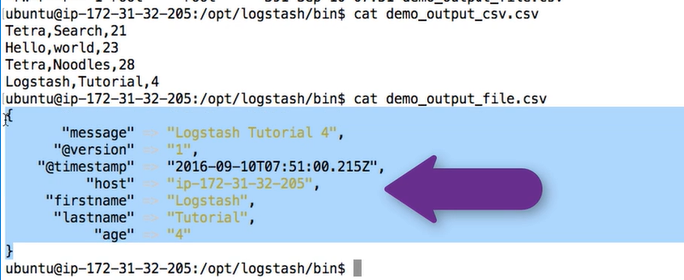 ubuntu@ip-172-31-32-205:/opt/logstash/bin$ cat demo_output_csv.csv
Tetra,Search,21
Hello,world,23
Tetra,Noodles,28
Logstash,Tutorial,4
ubuntu@ip-172-31-32-205:/opt/logstash/bin$ cat demo_output_file.csv
{
"message" => "Logstash Tutorial 4",
"@version" => "1",
"@timestamp" => "2016-09-10T07:51:00.215Z",
"host" => "ip-172-31-32-205",
"firstname" => "Logstash",
"lastname" => "Tutorial",
"age" => "4"
}
ubuntu@ip-172-31-32-205:/opt/logstash/bin$